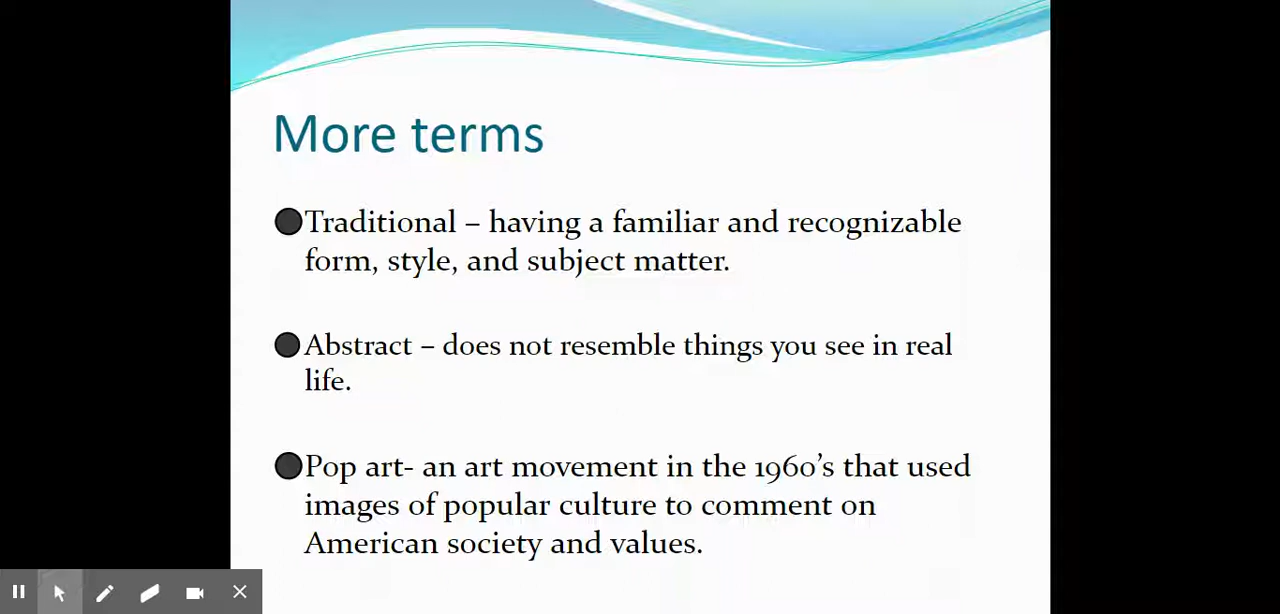 More terms
Traditional – having a familiar and recognizable
form, style, and subject matter.
Abstract – does not resemble things you see in real
life.
Pop art- an art movement in the 1960’s that used
images of popular culture to comment on
American society and values.